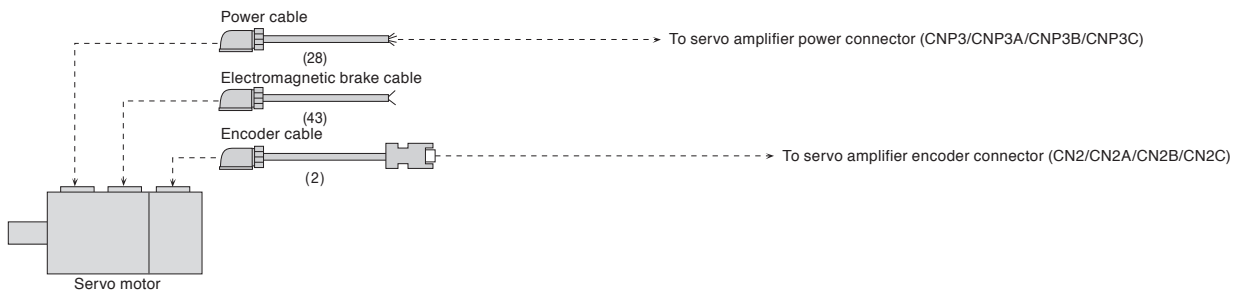 Power cable
To servo amplifier power connector (CNP3/CNP3A/CNP3B/CNP3C)
(28)
Electromagnetic brake cable
(43)
Encoder cable
To servo amplifier encoder connector (CN2/CN2A/CN2B/CN2C)
(2)
Servo motor